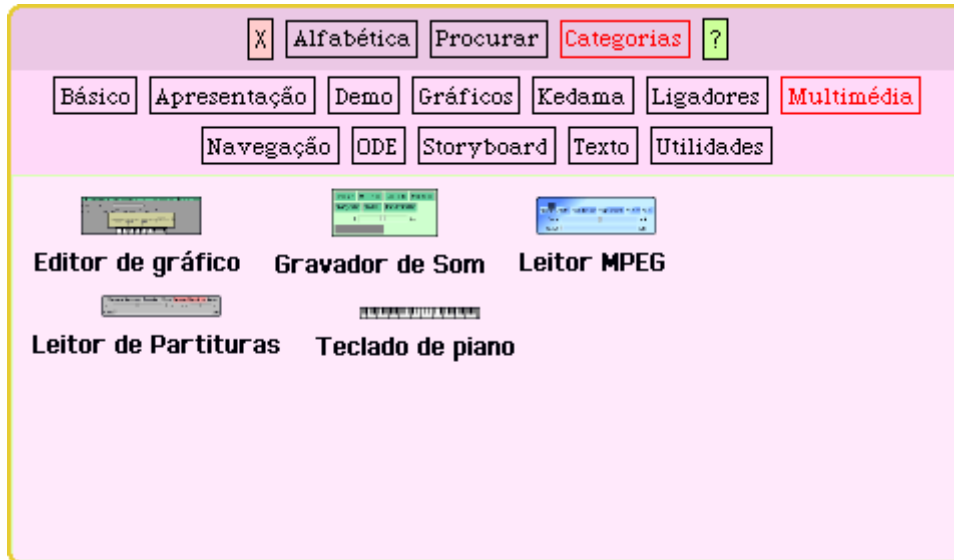 X Alfabética Procurar Categorias ?
Básico Apresentação Demo Gráficos Kedama Ligadores Multimédia
Navegação ODE Storyboard Texto Utilidades
Editor de gráfico Gravador de Som Leitor MPEG
Leitor de Partituras Teclado de piano